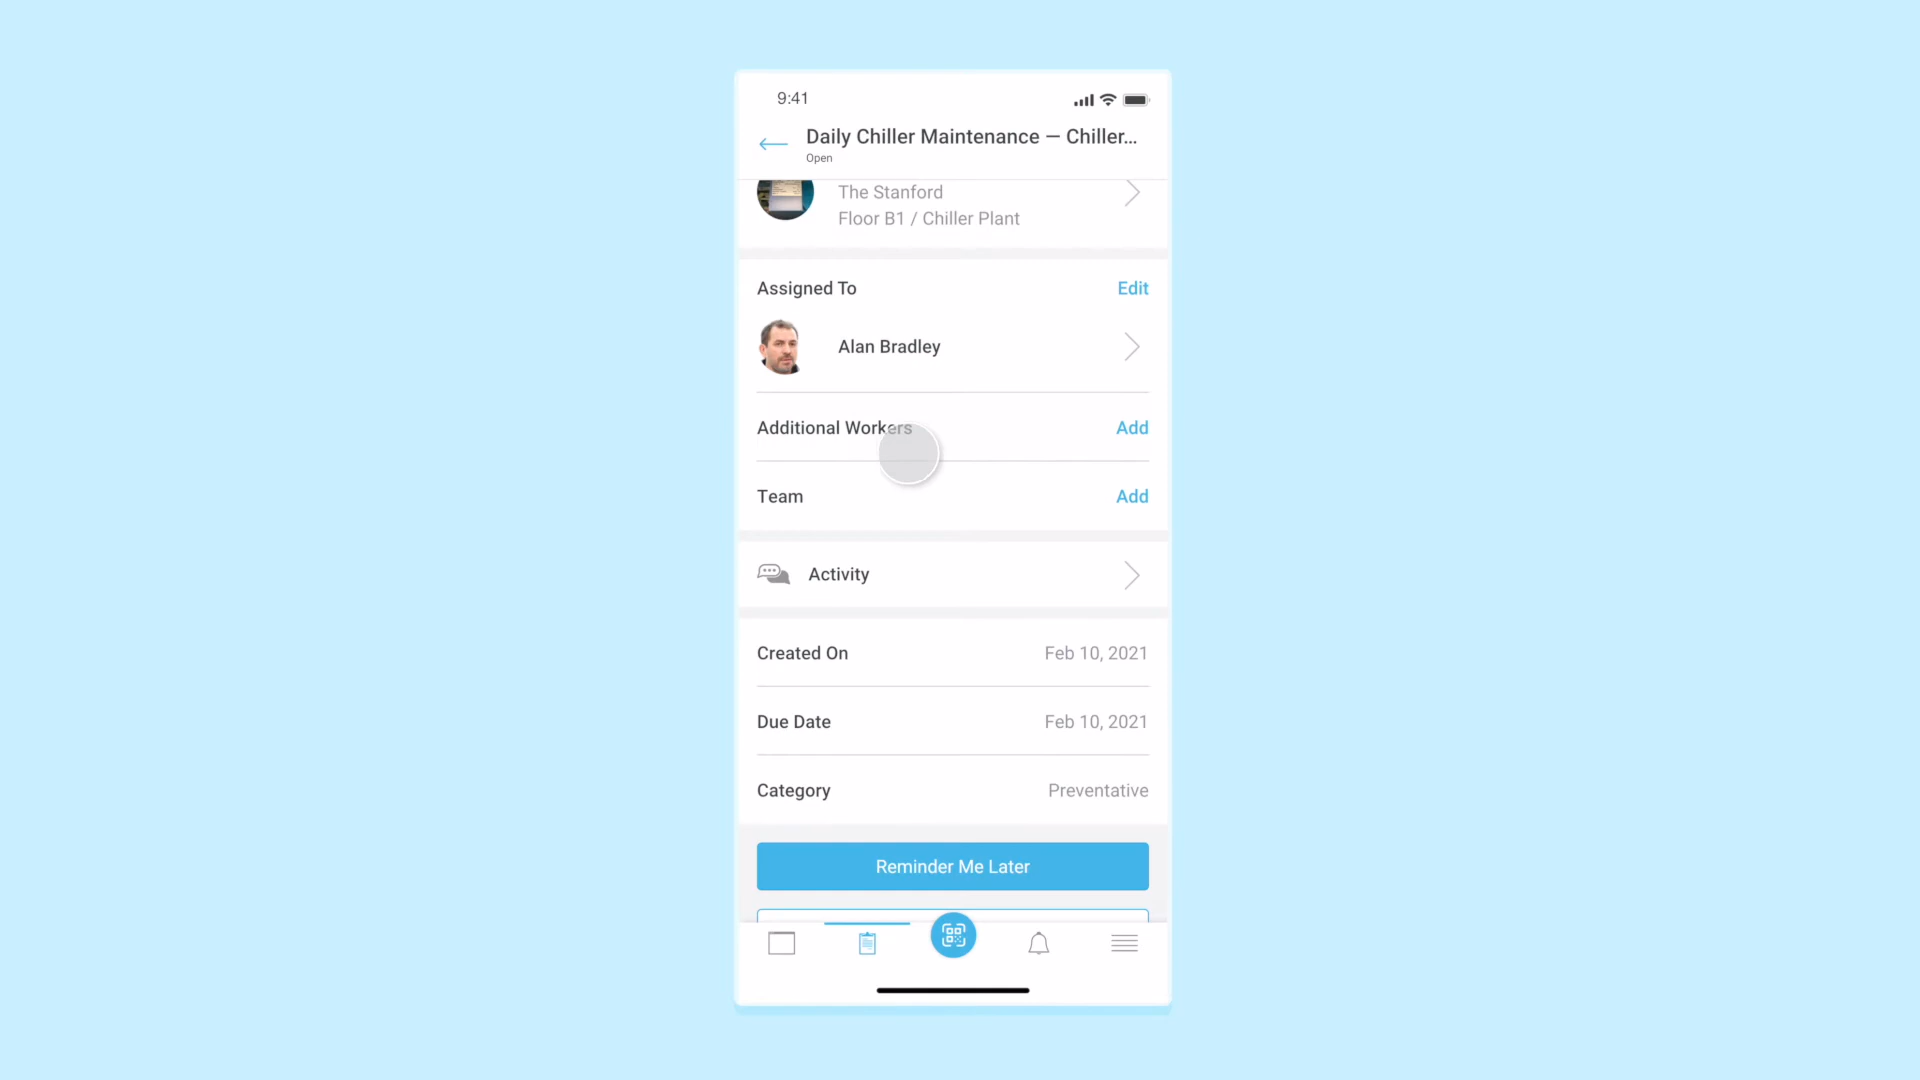 9:41
Daily Chiller Maintenance — Chiller...
Open
The Stanford
Floor B1 / Chiller Plant
Assigned To
Edit
Alan Bradley
Additional Workers
Add
Team
Add
Activity
Created On
Feb 10, 2021
Due Date
Feb 10, 2021
Category
Preventative
Reminder Me Later